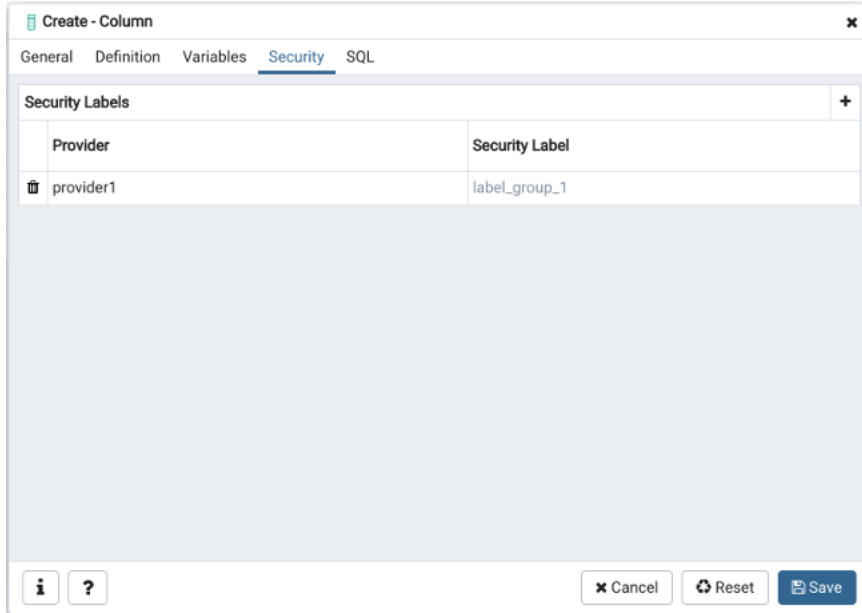 Create - Column
General Definition Variables Security SQL
Security Labels
Provider Security Label
provider1 label_group_1
i ? Cancel Reset Save